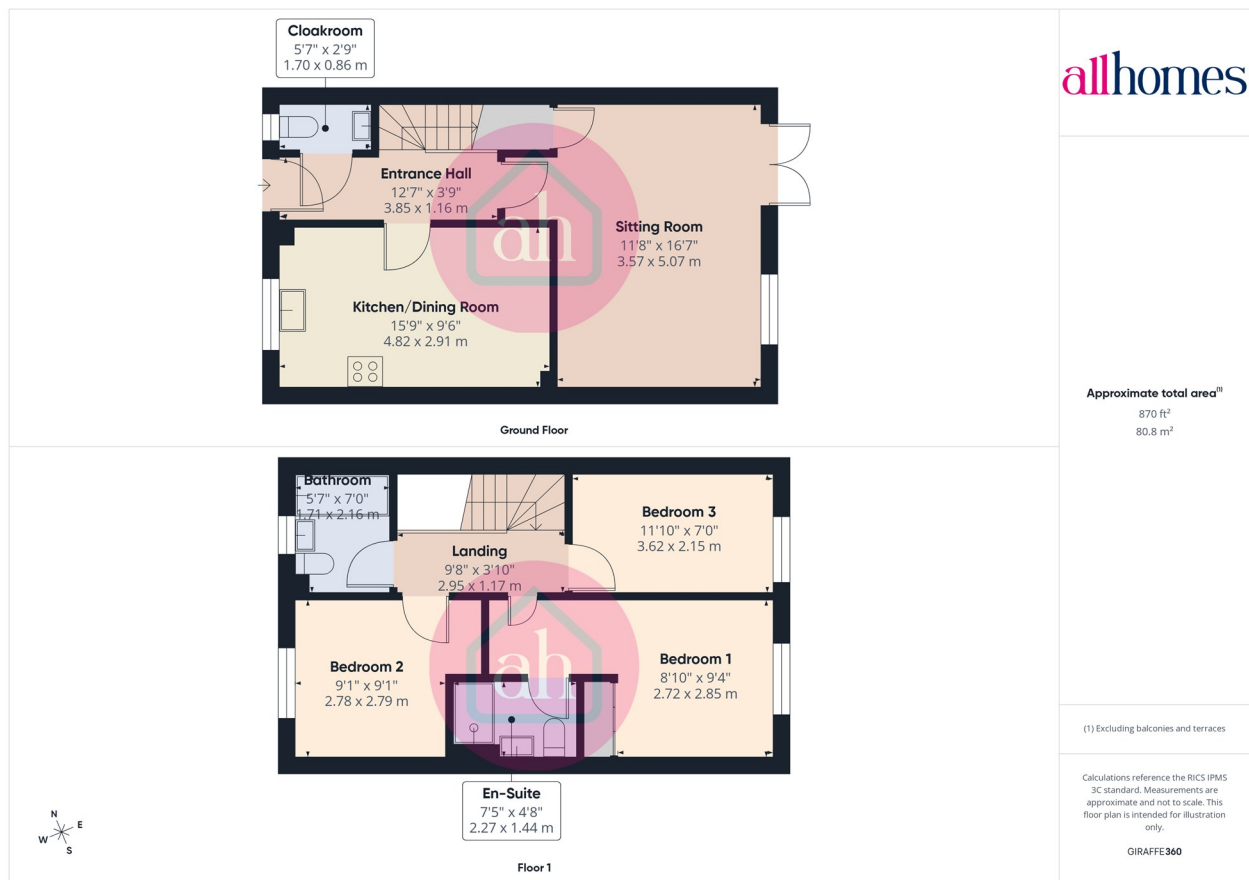 Cloakroom
5'7" x 2'9"
1.70 x 0.86 m
Entrance Hall
12'7" x 3'9"
3.85 x 1.16 m
Sitting Room
11'8" x 16'7"
3.57 x 5.07 m
ah
Kitchen/Dining Room
15'9" x 9'6"
4.82 x 2.91 m
Ground Floor
Bathroom
5'7" x 7'0"
1.71 x 2.16 m
Bedroom 3
11'10" x 7'0"
3.62 x 2.15 m
Landing
9'8" x 3'10"
2.95 x 1.17 m
ah
Bedroom 2
9'1" x 9'1"
2.78 x 2.79 m
Bedroom 1
8'10" x 9'4"
2.72 x 2.85 m
En-Suite
7'5" x 4'8"
2.27 x 1.44 m
N
E
W
S
Floor 1
allhomes
Approximate total area(1)
870 ft²
80.8 m²
(1) Excluding balconies and terraces
Calculations reference the RICS IPMS
3C standard. Measurements are
approximate and not to scale. This
floor plan is intended for illustration
only.
GIRAFFE360